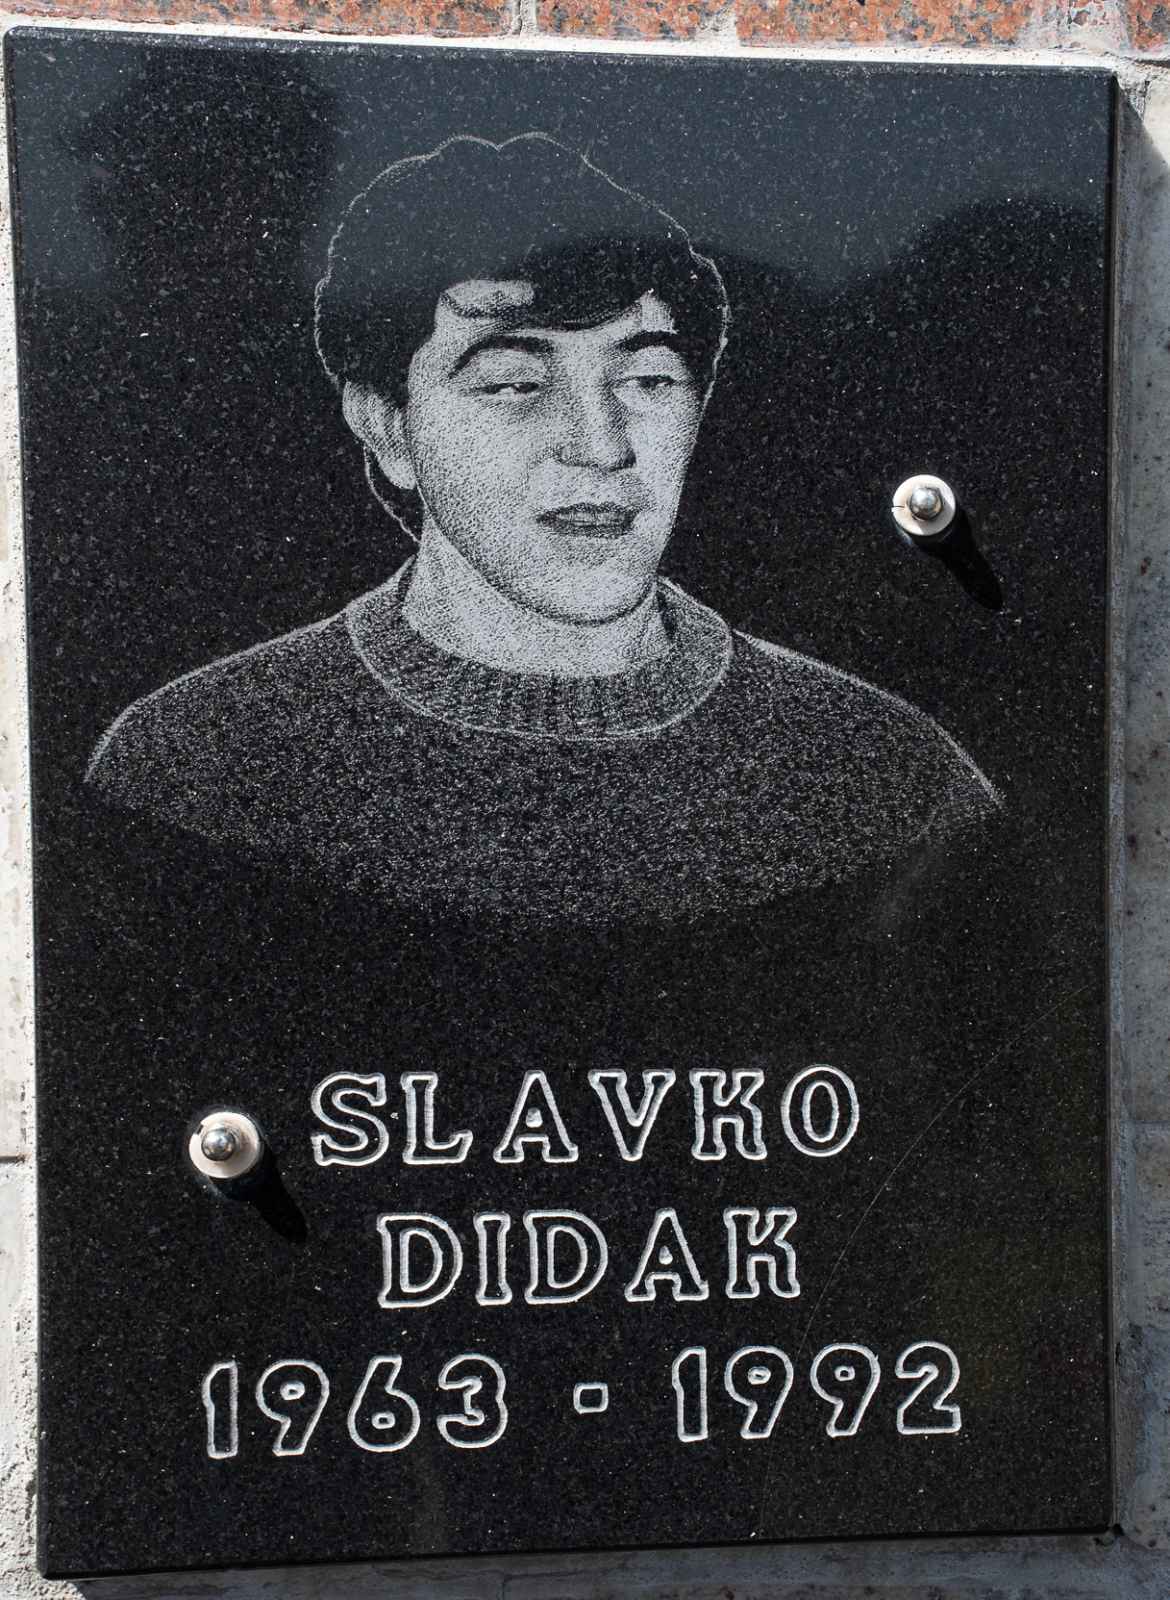 SLAVKO
DIDAK
1963 · 1992